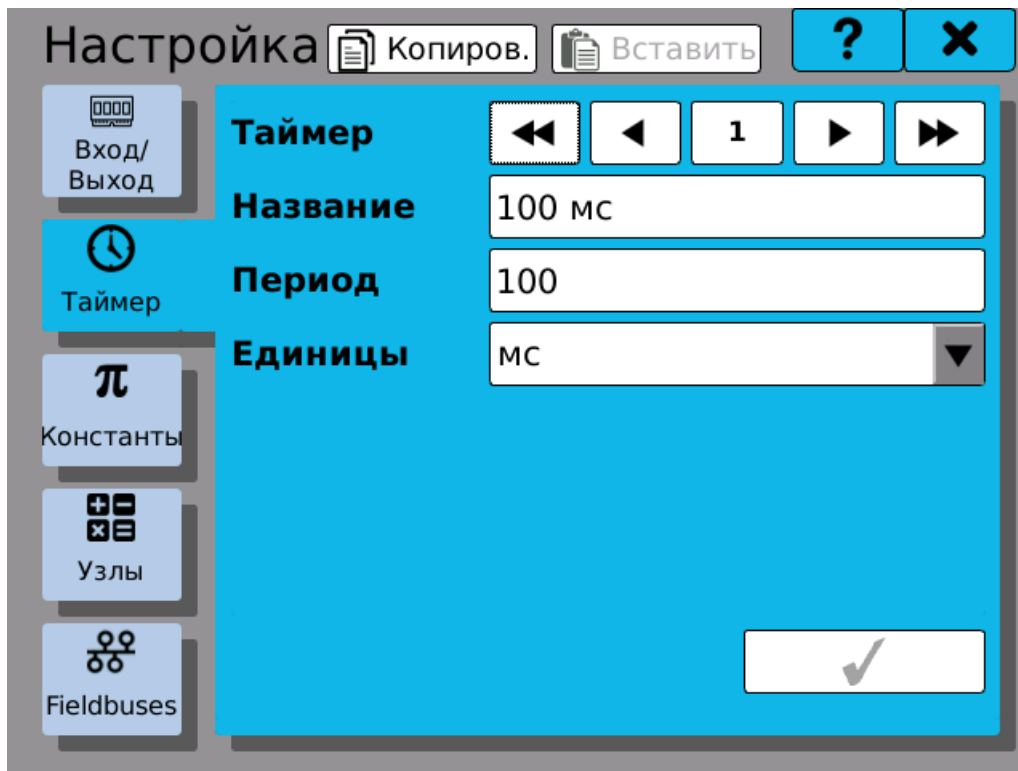 Настройка
Копиров.
Вставить
?
Вход/
Выход
Таймер
Константы
Узлы
Fieldbuses
Таймер
1
Название
100 мс
Период
100
Единицы
мс